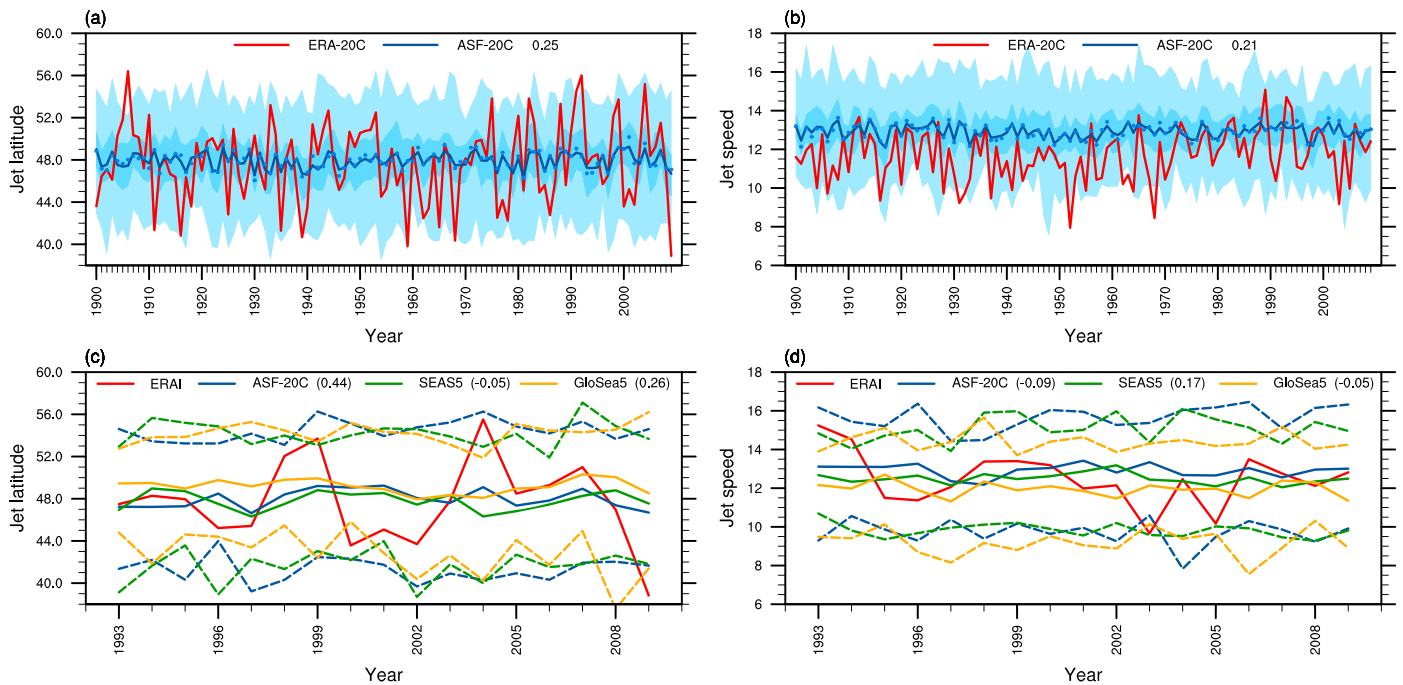 (a)
60.0
56.0
52.0
48.0
44.0
40.0
Jet latitude
ERA-20C ASF-20C 0.25
1900 1910 1920 1930 1940 1950 1960 1970 1980 1990 2000
Year
(b)
18
16
14
12
10
8
6
Jet speed
ERA-20C ASF-20C 0.21
1900 1910 1920 1930 1940 1950 1960 1970 1980 1990 2000
Year
(c)
60.0
56.0
52.0
48.0
44.0
40.0
Jet latitude
ERAI ASF-20C (0.44) SEAS5 (-0.05) GloSea5 (0.26)
1993 1996 1999 2002 2005 2008
Year
(d)
18
16
14
12
10
8
6
Jet speed
ERAI ASF-20C (-0.09) SEAS5 (0.17) GloSea5 (-0.05)
1993 1996 1999 2002 2005 2008
Year